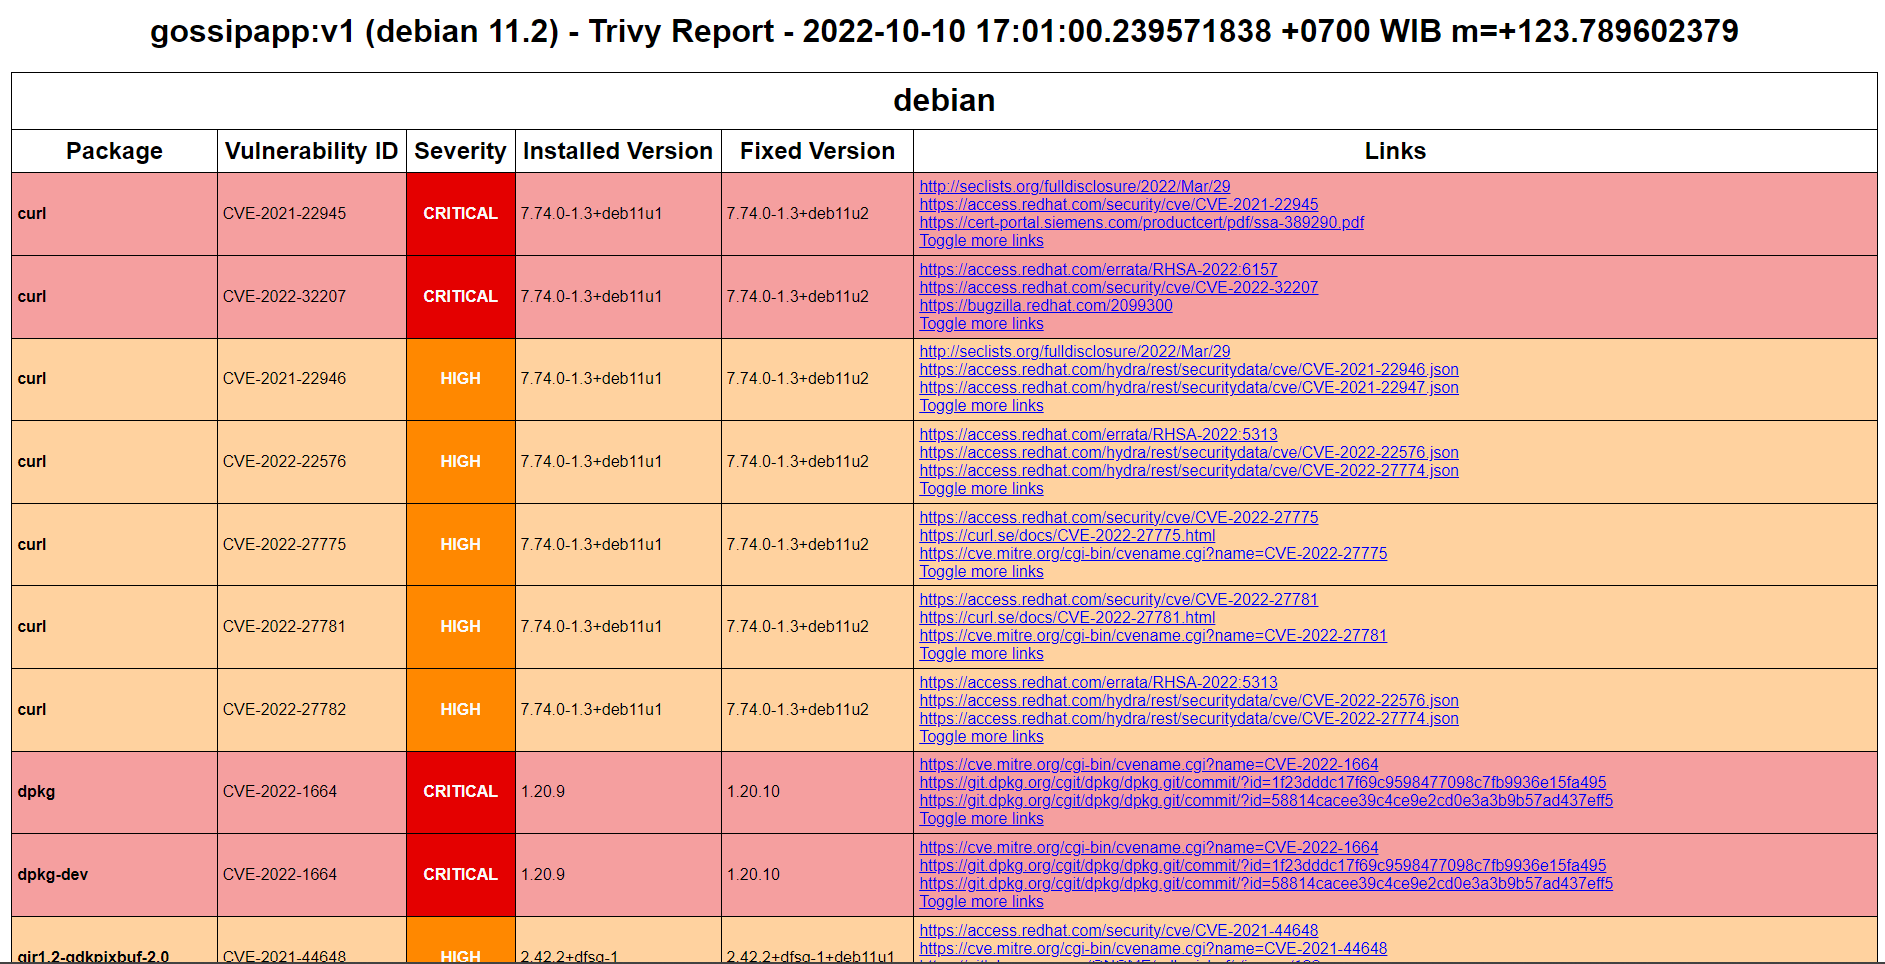 gossipapp:v1 (debian 11.2) - Trivy Report - 2022-10-10 17:01:00.239571838 +0700 WIB m=+123.789602379
debian
Package Vulnerability ID Severity Installed Version Fixed Version Links
curl CVE-2021-22945 CRITICAL 7.74.0-1.3+deb11u1 7.74.0-1.3+deb11u2
http://seclists.org/fulldisclosure/2022/Mar/29
https://access.redhat.com/security/cve/CVE-2021-22945
https://cert-portal.siemens.com/productcert/pdf/ssa-389290.pdf
Toggle more links
curl CVE-2022-32207 CRITICAL 7.74.0-1.3+deb11u1 7.74.0-1.3+deb11u2
https://access.redhat.com/errata/RHSA-2022:6157
https://access.redhat.com/security/cve/CVE-2022-32207
https://bugzilla.redhat.com/2099300
Toggle more links
curl CVE-2021-22946 HIGH 7.74.0-1.3+deb11u1 7.74.0-1.3+deb11u2
http://seclists.org/fulldisclosure/2022/Mar/29
https://access.redhat.com/hydra/rest/securitydata/cve/CVE-2021-22946.json
https://access.redhat.com/hydra/rest/securitydata/cve/CVE-2021-22947.json
Toggle more links
curl CVE-2022-22576 HIGH 7.74.0-1.3+deb11u1 7.74.0-1.3+deb11u2
https://access.redhat.com/errata/RHSA-2022:5313
https://access.redhat.com/hydra/rest/securitydata/cve/CVE-2022-22576.json
https://access.redhat.com/hydra/rest/securitydata/cve/CVE-2022-27774.json
Toggle more links
curl CVE-2022-27775 HIGH 7.74.0-1.3+deb11u1 7.74.0-1.3+deb11u2
https://access.redhat.com/security/cve/CVE-2022-27775
https://curl.se/docs/CVE-2022-27775.html
https://cve.mitre.org/cgi-bin/cvename.cgi?name=CVE-2022-27775
Toggle more links
curl CVE-2022-27781 HIGH 7.74.0-1.3+deb11u1 7.74.0-1.3+deb11u2
https://access.redhat.com/security/cve/CVE-2022-27781
https://curl.se/docs/CVE-2022-27781.html
https://cve.mitre.org/cgi-bin/cvename.cgi?name=CVE-2022-27781
Toggle more links
curl CVE-2022-27782 HIGH 7.74.0-1.3+deb11u1 7.74.0-1.3+deb11u2
https://access.redhat.com/errata/RHSA-2022:5313
https://access.redhat.com/hydra/rest/securitydata/cve/CVE-2022-22576.json
https://access.redhat.com/hydra/rest/securitydata/cve/CVE-2022-27774.json
Toggle more links
dpkg CVE-2022-1664 CRITICAL 1.20.9 1.20.10
https://cve.mitre.org/cgi-bin/cvename.cgi?name=CVE-2022-1664
https://git.dpkg.org/cgit/dpkg/dpkg.git/commit/?id=1f23dddc17f69c9598477098c7fb9936e15fa495
https://git.dpkg.org/cgit/dpkg/dpkg.git/commit/?id=58814cacee39c4ce9e2cd0e3a3b9b57ad437eff5
Toggle more links
dpkg-dev CVE-2022-1664 CRITICAL 1.20.9 1.20.10
https://cve.mitre.org/cgi-bin/cvename.cgi?name=CVE-2022-1664
https://git.dpkg.org/cgit/dpkg/dpkg.git/commit/?id=1f23dddc17f69c9598477098c7fb9936e15fa495
https://git.dpkg.org/cgit/dpkg/dpkg.git/commit/?id=58814cacee39c4ce9e2cd0e3a3b9b57ad437eff5
Toggle more links
gir1.2-gdkpixbuf-2.0 CVE-2021-44648 HIGH 2.42.2+dfsg-1 2.42.2+dfsg-1+deb11u1
https://access.redhat.com/security/cve/CVE-2021-44648
https://cve.mitre.org/cgi-bin/cvename.cgi?name=CVE-2021-44648